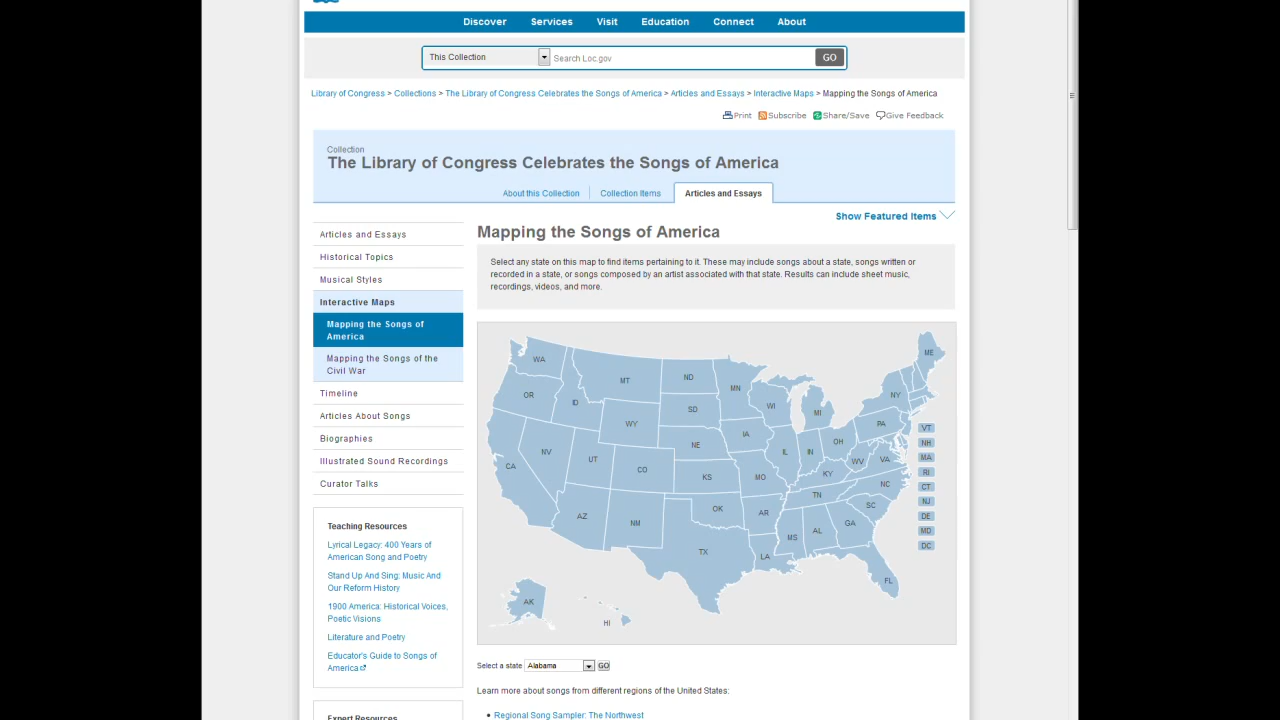 Discover Services Visit Education Connect About
This Collection Search Loc.gov GO
Library of Congress > Collections > The Library of Congress Celebrates the Songs of America > Articles and Essays > Interactive Maps > Mapping the Songs of America
Print Subscribe Share/Save Give Feedback
Collection
The Library of Congress Celebrates the Songs of America
About this Collection Collection Items Articles and Essays
Show Featured Items
Articles and Essays
Historical Topics
Musical Styles
Interactive Maps
Mapping the Songs of
America
Mapping the Songs of the
Civil War
Timeline
Articles About Songs
Biographies
Illustrated Sound Recordings
Curator Talks
Teaching Resources
Lyrical Legacy: 400 Years of
American Song and Poetry
Stand Up And Sing: Music And
Our Reform History
1900 America: Historical Voices,
Poetic Visions
Literature and Poetry
Educator's Guide to Songs of
America
Expert Resources
Mapping the Songs of America
Select any state on this map to find items pertaining to it. These may include songs about a state, songs written or
recorded in a state, or songs composed by an artist associated with that state. Results can include sheet music,
recordings, videos, and more.
WA
MT
ND
MN
ME
OR
ID
SD
WI
MI
NY
WY
PA
VT
NH
NV
UT
CO
NE
IA
IL
IN
OH
WV
VA
MA
CA
KS
MO
KY
RI
CT
AZ
NM
OK
AR
TN
NC
SC
NJ
DE
TX
LA
MS
AL
GA
MD
DC
FL
AK
HI
Select a state Alabama GO
Learn more about songs from different regions of the United States:
• Regional Song Sampler: The Northwest